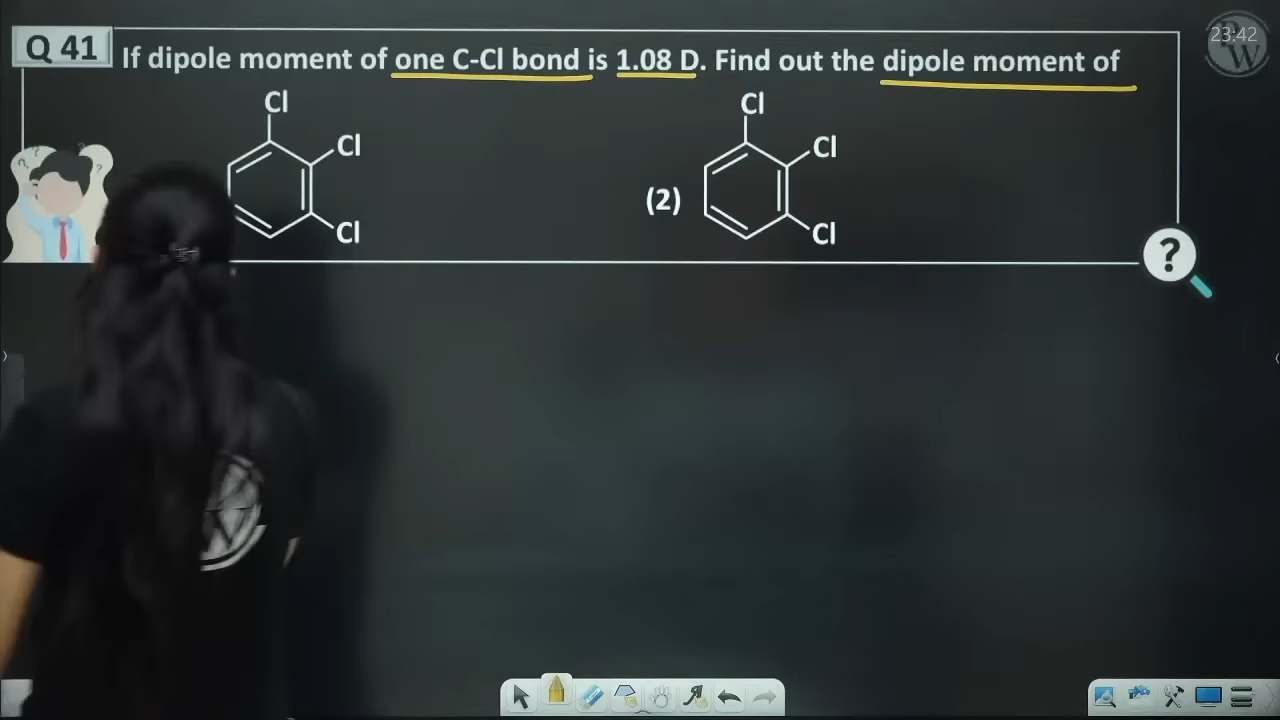 23:42
Q 41 If dipole moment of one C-Cl bond is 1.08 D. Find out the dipole moment of
Cl Cl
Cl Cl
(2)
Cl Cl
?